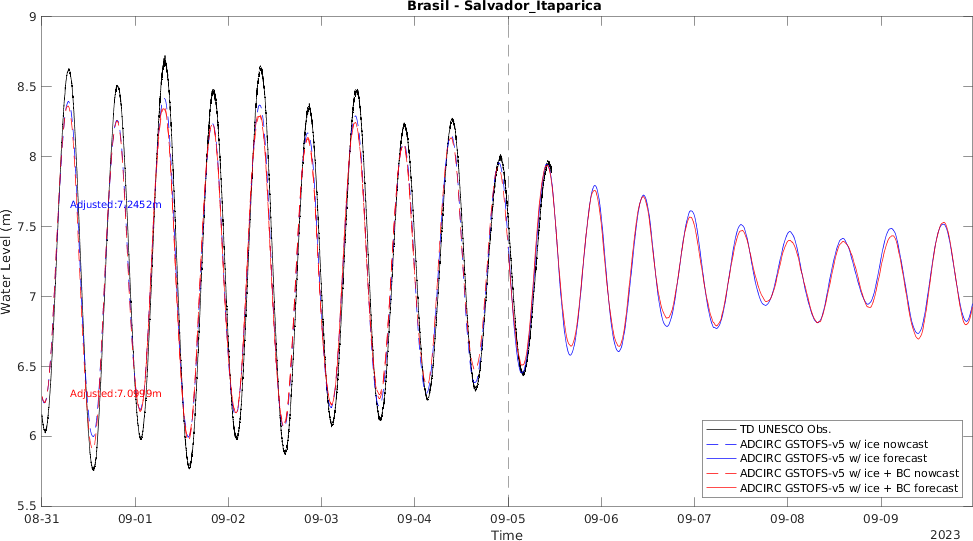 Brasil - Salvador_Itaparica
Water Level (m)
9
8.5
8
7.5
7
6.5
6
5.5
Adjusted:7.2452m
Adjusted:7.0999m
TD UNESCO Obs.
ADCIRC GSTOFS-v5 w/ ice nowcast
ADCIRC GSTOFS-v5 w/ ice forecast
ADCIRC GSTOFS-v5 w/ ice + BC nowcast
ADCIRC GSTOFS-v5 w/ ice + BC forecast
08-31 09-01 09-02 09-03 09-04 09-05 09-06 09-07 09-08 09-09
Time
2023